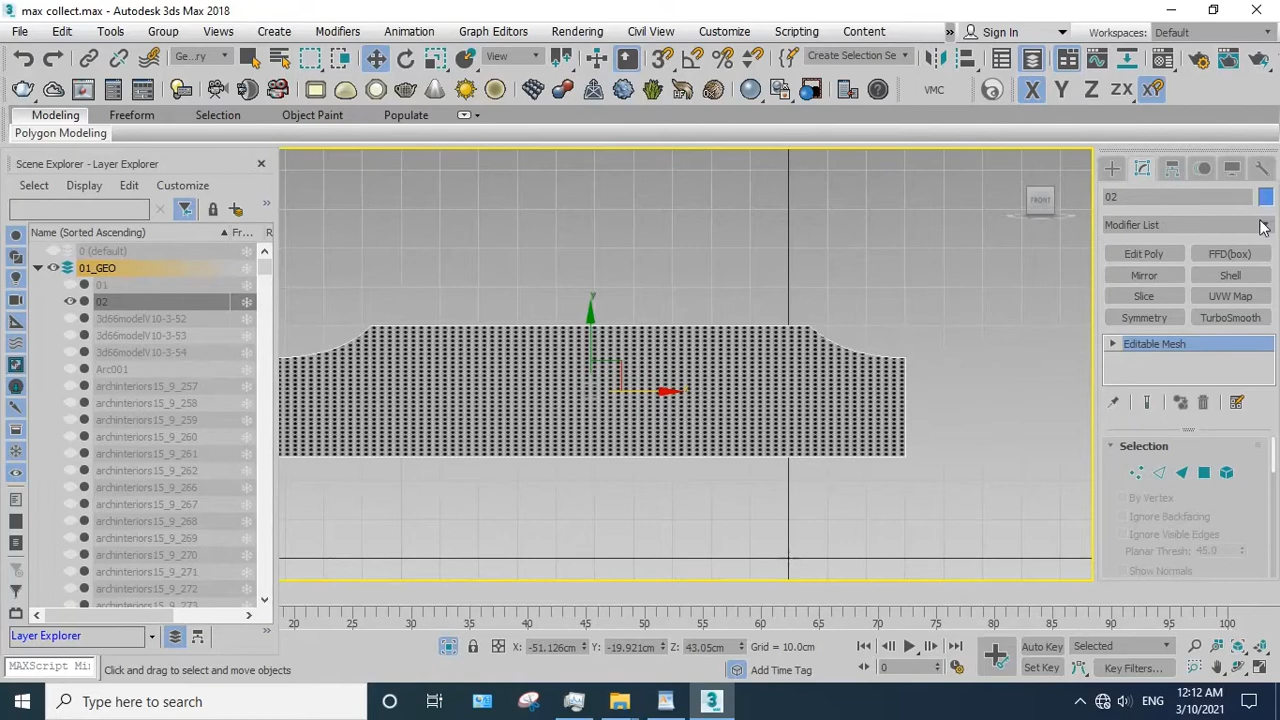 max collect.max - Autodesk 3ds Max 2018
File Edit Tools Group Views Create Modifiers Animation Graph Editors Rendering Civil View Customize Scripting Content » Sign In Workspaces: Default
Ge...ry View Create Selection Se
VMC X Y Z ZX XY
Modeling Freeform Selection Object Paint Populate
Polygon Modeling
Scene Explorer - Layer Explorer
Select Display Edit Customize
Name (Sorted Ascending) Fr... R
0 (default)
01_GEO
01
02
3d66modelV10-3-52
3d66modelV10-3-53
3d66modelV10-3-54
Arc001
archinteriors15_9_257
archinteriors15_9_258
archinteriors15_9_259
archinteriors15_9_260
archinteriors15_9_261
archinteriors15_9_262
archinteriors15_9_266
archinteriors15_9_267
archinteriors15_9_268
archinteriors15_9_269
archinteriors15_9_270
archinteriors15_9_271
archinteriors15_9_272
archinteriors15_9_273
Layer Explorer
FRONT
y
02
Modifier List
Edit Poly FFD(box)
Mirror Shell
Slice UVW Map
Symmetry TurboSmooth
Editable Mesh
Selection
By Vertex
Ignore Backfacing
Ignore Visible Edges
Planar Thresh: 45.0
Show Normals
20 25 30 35 40 45 50 55 60 65 70 75 80 85 90 95 100
X: -51.126cm Y: -19.921cm Z: 43.05cm Grid = 10.0cm
Auto Key Selected
MAXScript Mi: Click and drag to select and move objects
Add Time Tag 0 Set Key Key Filters...
Type here to search
ENG 12:12 AM
3/10/2021